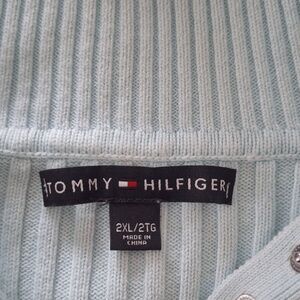 TOMMY HILFIGER
2XL/2TG
MADE IN
CHINA